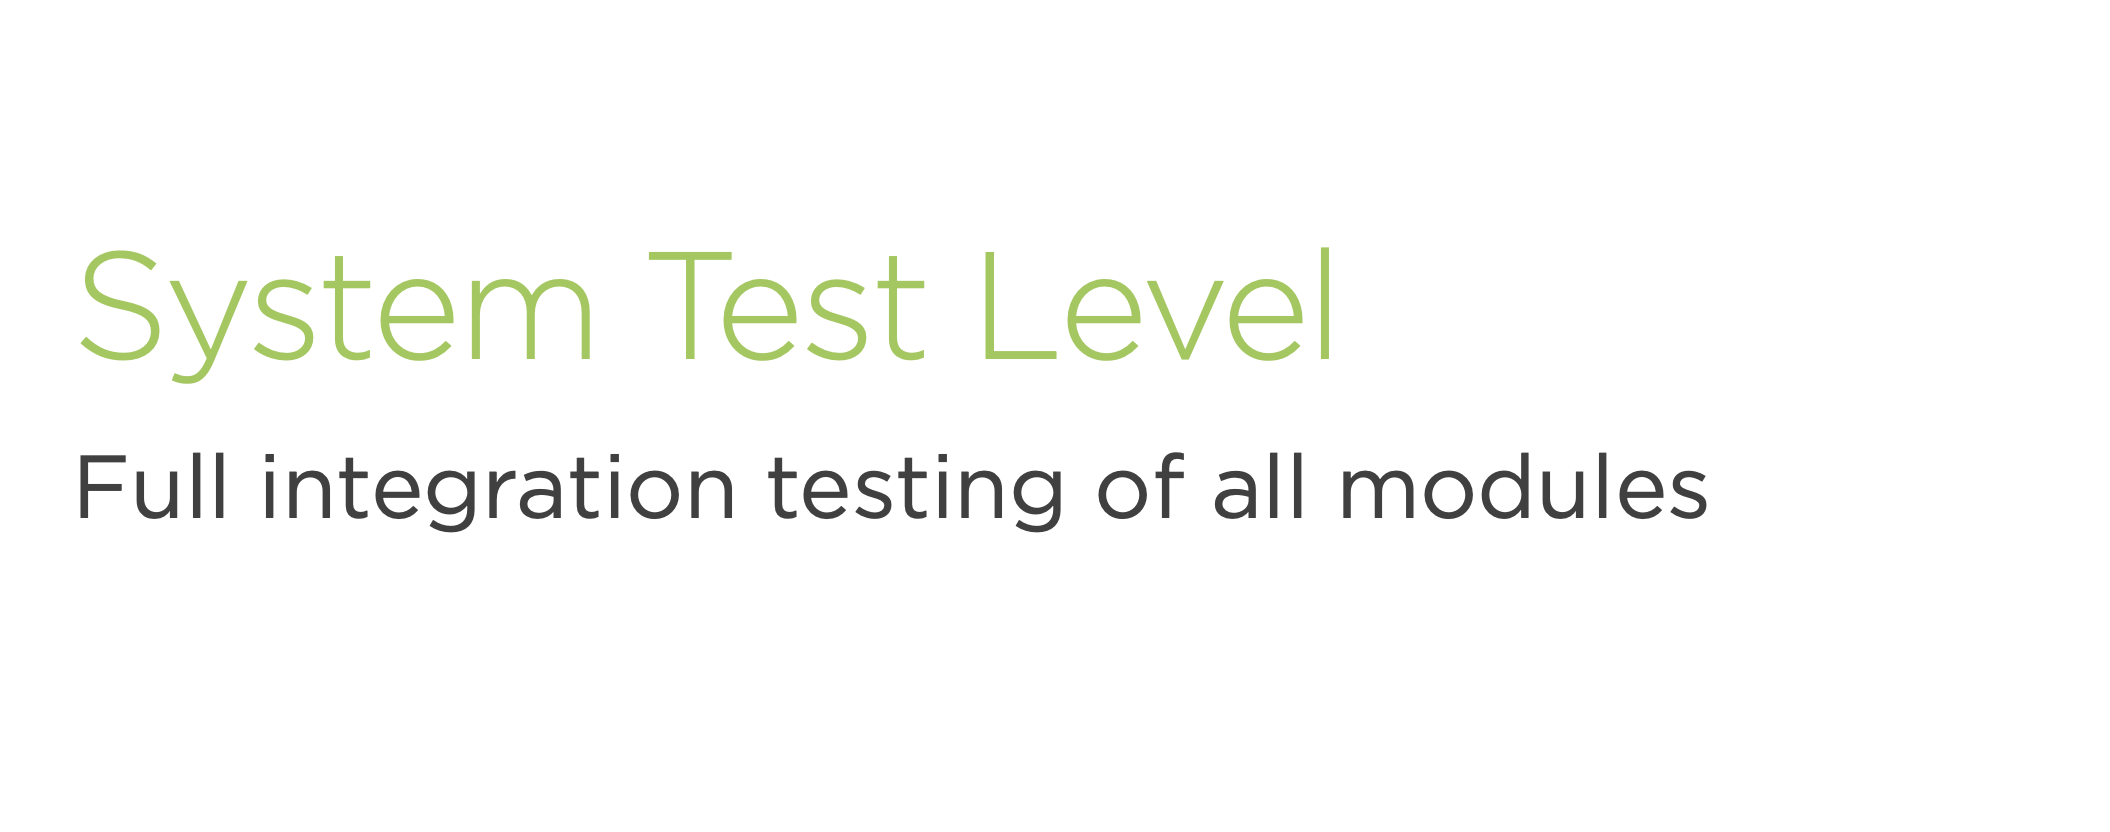 System Test Level
Full integration testing of all modules